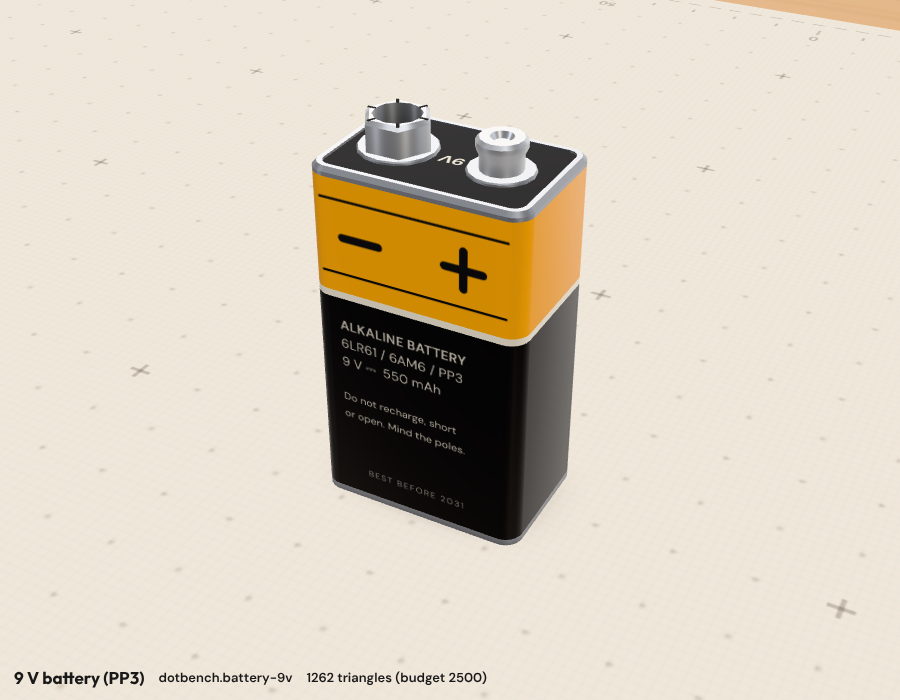 9V
− +
ALKALINE BATTERY
6LR61 / 6AM6 / PP3
9 V ⎓ 550 mAh
Do not recharge, short
or open. Mind the poles.
BEST BEFORE 2031
9 V battery (PP3) dotbench.battery-9v 1262 triangles (budget 2500)